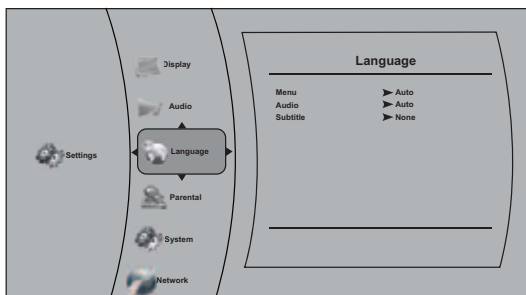 Settings
Display
Audio
Language
Parental
System
Network
Language
Menu Auto
Audio Auto
Subtitle None